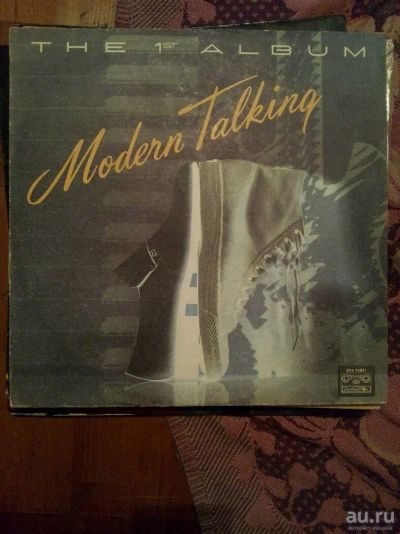 THE 1ST ALBUM
Modern Talking
au.ru